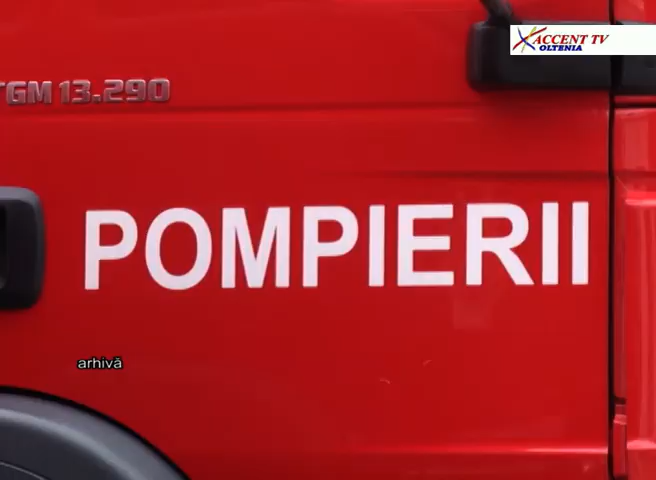 ACCENT TV
OLTENIA
TGM 13.290
POMPIERII
arhivă